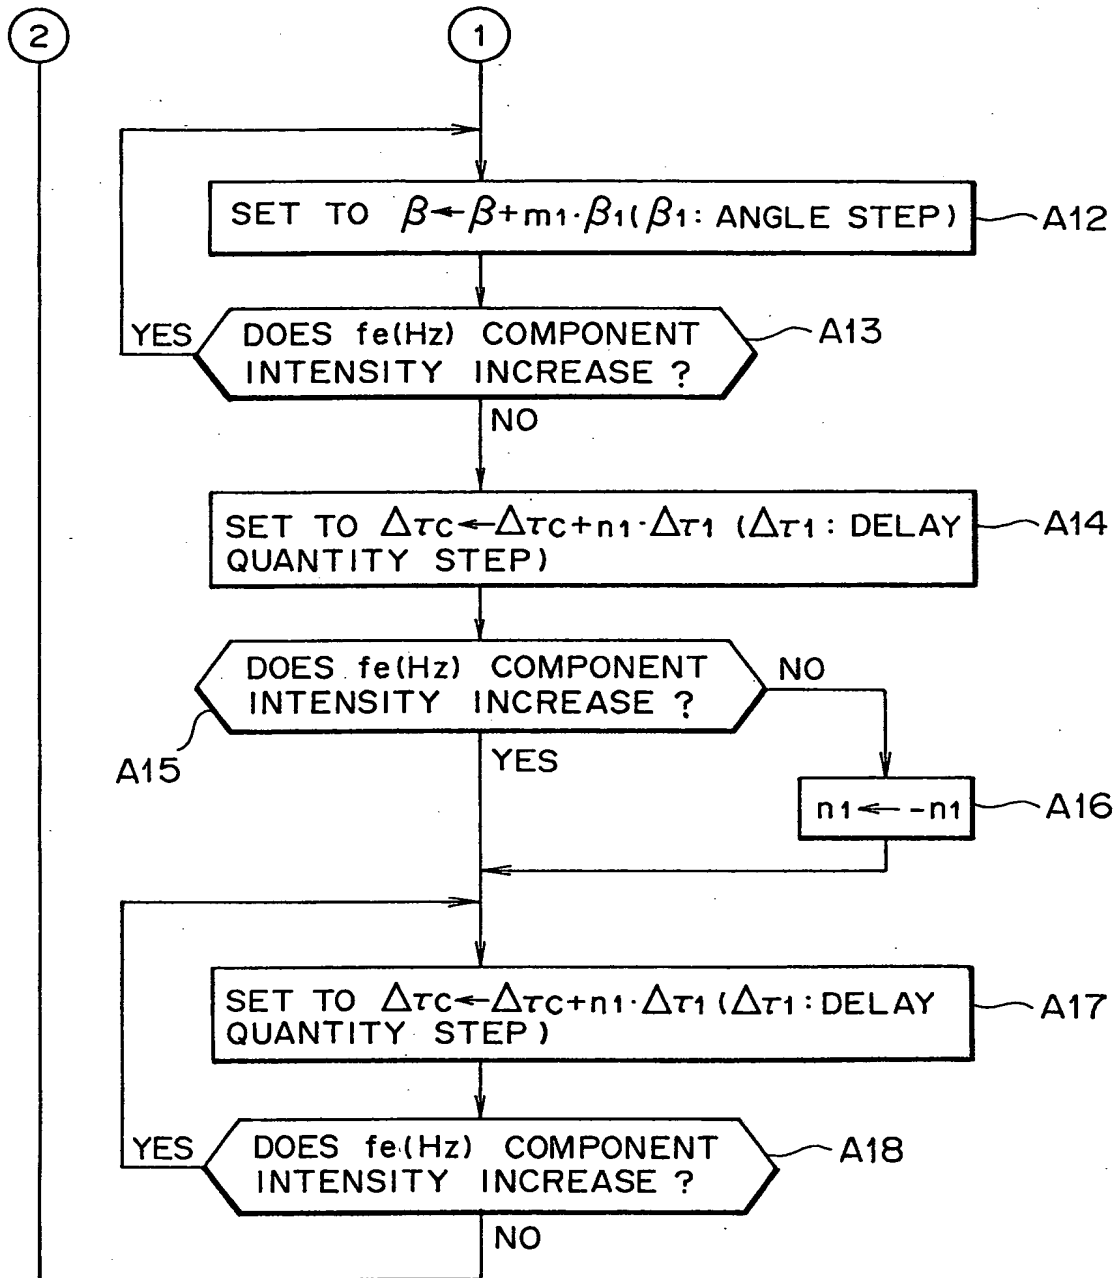 2
1
SET TO β←β+m1·β1(β1: ANGLE STEP)
A12
YES
DOES fe(Hz) COMPONENT
INTENSITY INCREASE ?
A13
NO
SET TO Δτc←Δτc+n1·Δτ1 (Δτ1: DELAY
QUANTITY STEP)
A14
DOES fe(Hz) COMPONENT
INTENSITY INCREASE ?
NO
A15
YES
n1← -n1
A16
SET TO Δτc←Δτc+n1·Δτ1 (Δτ1: DELAY
QUANTITY STEP)
A17
YES
DOES fe(Hz) COMPONENT
INTENSITY INCREASE ?
A18
NO